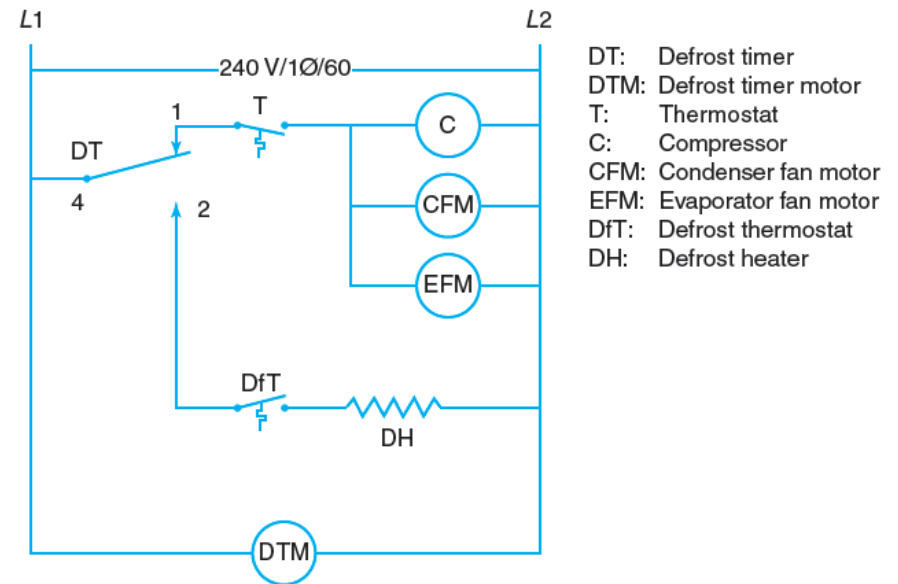 L1
L2
240 V/1Ø/60
1
T
C
DT
4
2
CFM
EFM
DfT
DH
DTM
DT: Defrost timer
DTM: Defrost timer motor
T: Thermostat
C: Compressor
CFM: Condenser fan motor
EFM: Evaporator fan motor
DfT: Defrost thermostat
DH: Defrost heater